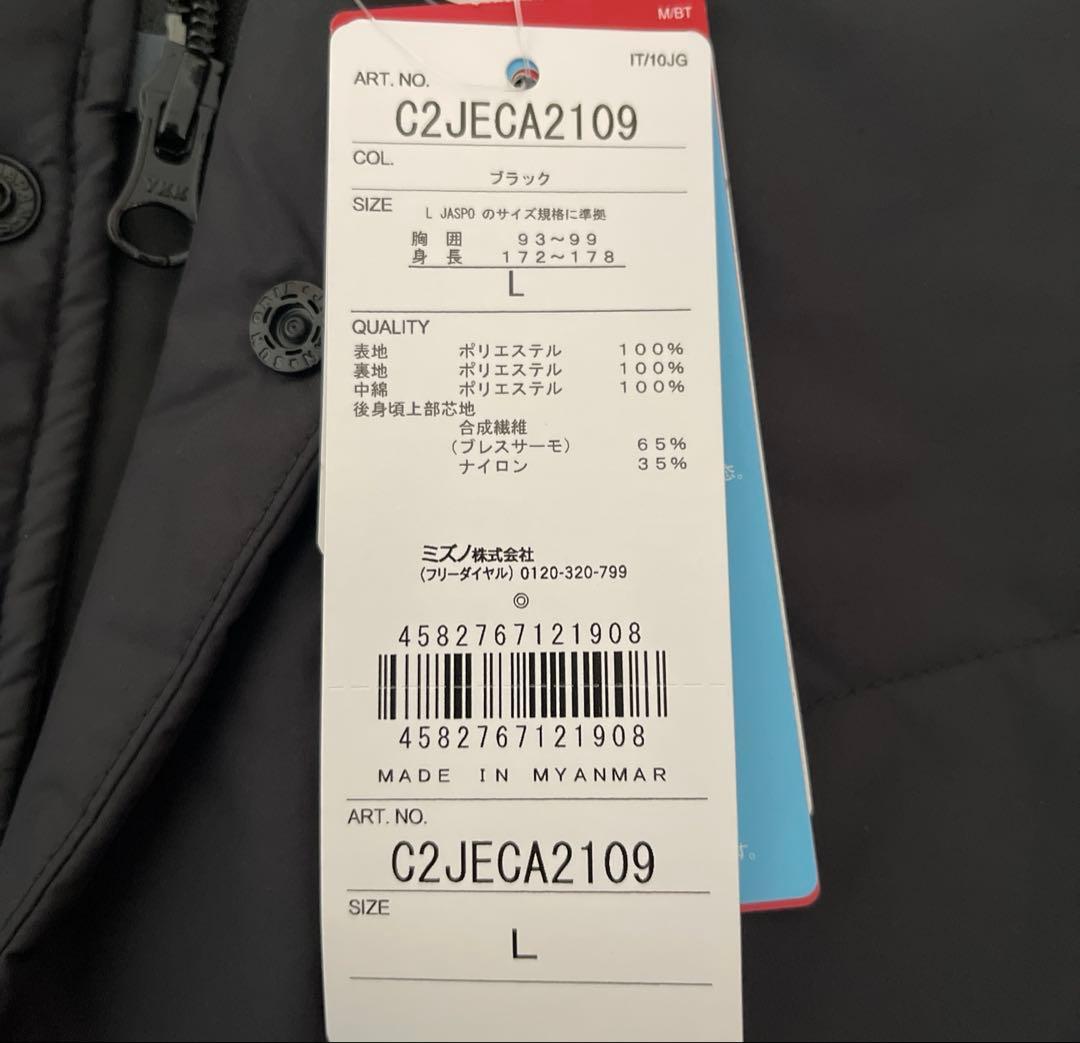 M/BT
IT/10JG
ART. NO.
C2JECA2109
COL.
ブラック
SIZE
L JASPO のサイズ規格に準拠
胸 囲 93～99
身 長 172～178
L
QUALITY
表地 ポリエステル 100%
裏地 ポリエステル 100%
中綿 ポリエステル 100%
後身頃上部芯地
合成繊維
(ブレスサーモ) 65%
ナイロン 35%
ミズノ株式会社
(フリーダイヤル) 0120-320-799
4582767121908
4582767121908
MADE IN MYANMAR
ART. NO.
C2JECA2109
SIZE
L
YKK
す。